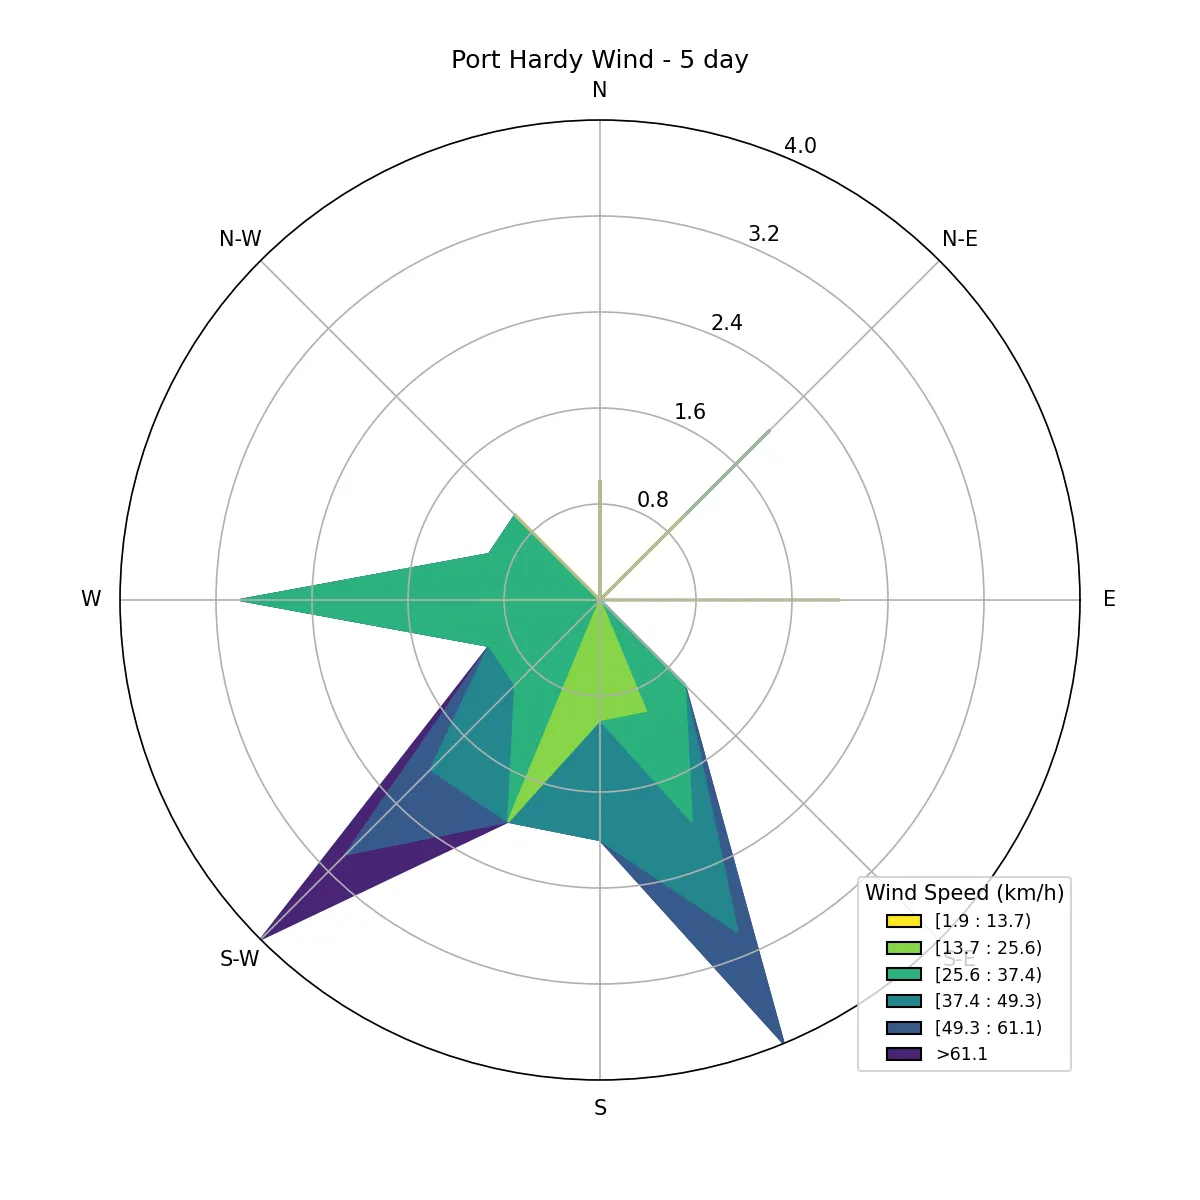 Port Hardy Wind - 5 day
N
4.0
N-W
3.2
N-E
2.4
1.6
0.8
W
E
S-W
S-E
S
Wind Speed (km/h)
[1.9 : 13.7)
[13.7 : 25.6)
[25.6 : 37.4)
[37.4 : 49.3)
[49.3 : 61.1)
>61.1